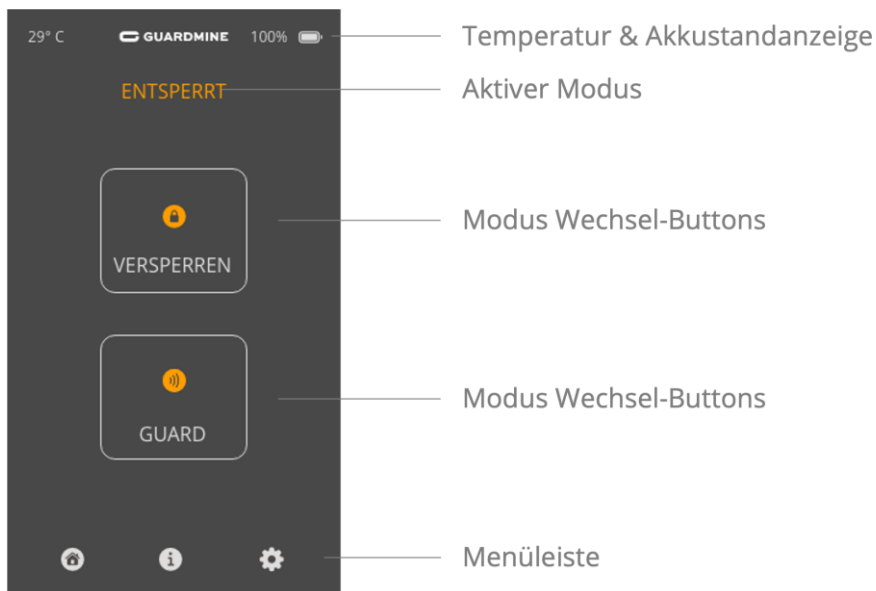 29° C GUARDMINE 100% Temperatur & Akkustandanzeige
ENTSPERRT Aktiver Modus
Modus Wechsel-Buttons
VERSPERREN
Modus Wechsel-Buttons
GUARD
Menüleiste